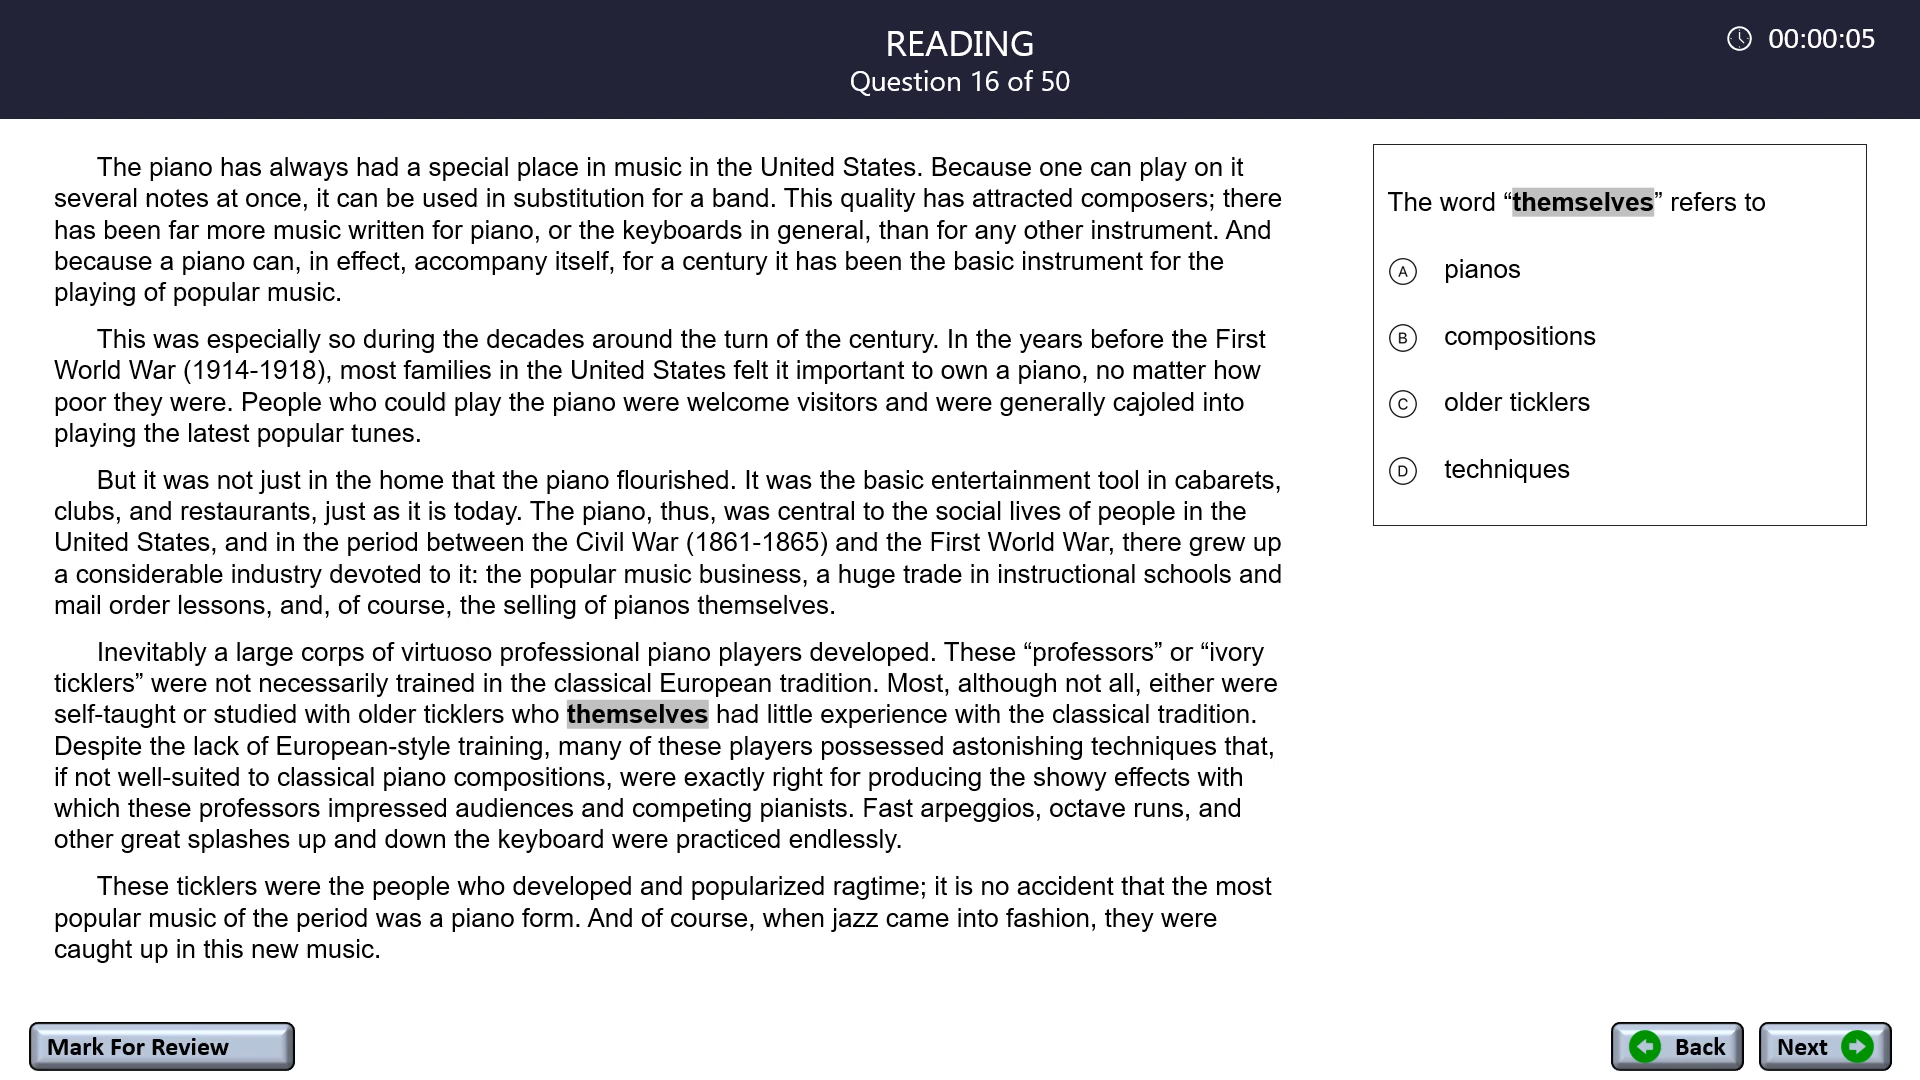 READING
Question 16 of 50
00:00:05
The piano has always had a special place in music in the United States. Because one can play on it
several notes at once, it can be used in substitution for a band. This quality has attracted composers; there
has been far more music written for piano, or the keyboards in general, than for any other instrument. And
because a piano can, in effect, accompany itself, for a century it has been the basic instrument for the
playing of popular music.
This was especially so during the decades around the turn of the century. In the years before the First
World War (1914-1918), most families in the United States felt it important to own a piano, no matter how
poor they were. People who could play the piano were welcome visitors and were generally cajoled into
playing the latest popular tunes.
But it was not just in the home that the piano flourished. It was the basic entertainment tool in cabarets,
clubs, and restaurants, just as it is today. The piano, thus, was central to the social lives of people in the
United States, and in the period between the Civil War (1861-1865) and the First World War, there grew up
a considerable industry devoted to it: the popular music business, a huge trade in instructional schools and
mail order lessons, and, of course, the selling of pianos themselves.
Inevitably a large corps of virtuoso professional piano players developed. These “professors” or “ivory
ticklers” were not necessarily trained in the classical European tradition. Most, although not all, either were
self-taught or studied with older ticklers who themselves had little experience with the classical tradition.
Despite the lack of European-style training, many of these players possessed astonishing techniques that,
if not well-suited to classical piano compositions, were exactly right for producing the showy effects with
which these professors impressed audiences and competing pianists. Fast arpeggios, octave runs, and
other great splashes up and down the keyboard were practiced endlessly.
These ticklers were the people who developed and popularized ragtime; it is no accident that the most
popular music of the period was a piano form. And of course, when jazz came into fashion, they were
caught up in this new music.
The word “themselves” refers to
A pianos
B compositions
C older ticklers
D techniques
Mark For Review
Back
Next